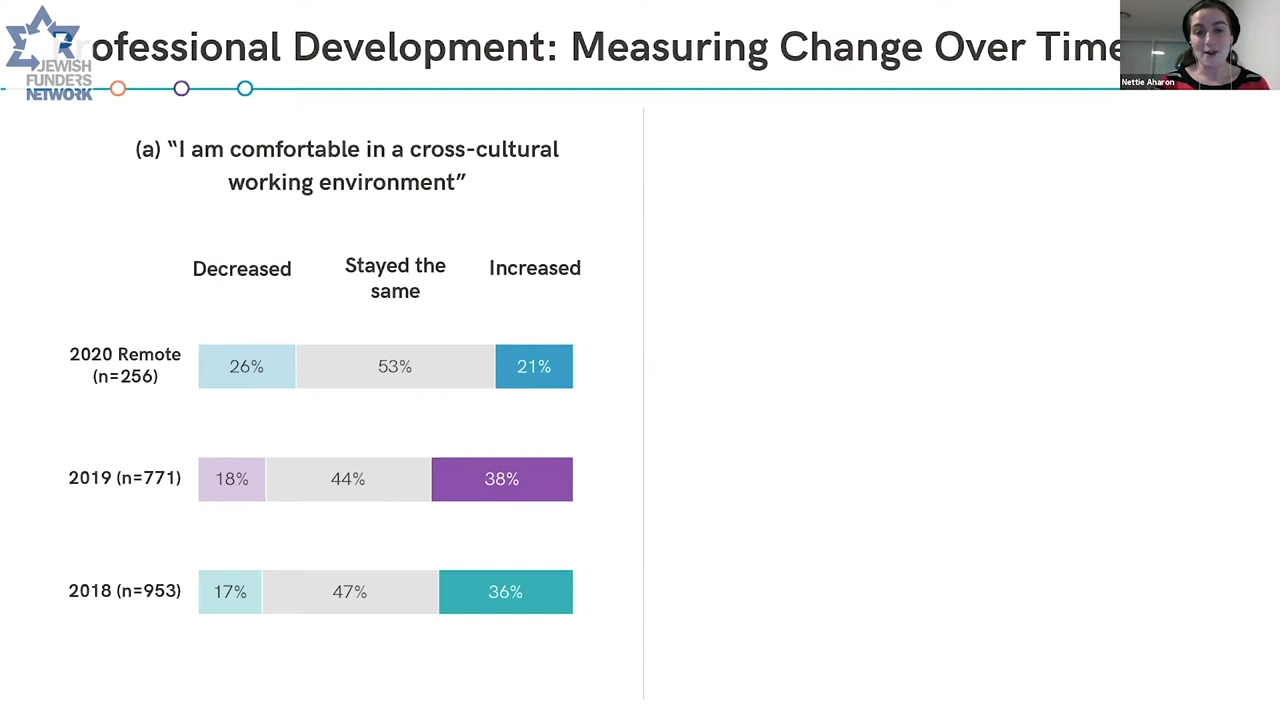 Professional Development: Measuring Change Over Time
JEWISH
FUNDERS
NETWORK
Nettie Aharon
(a) “I am comfortable in a cross-cultural
working environment”
Decreased
Stayed the
same
Increased
2020 Remote
(n=256)
26%
53%
21%
2019 (n=771)
18%
44%
38%
2018 (n=953)
17%
47%
36%